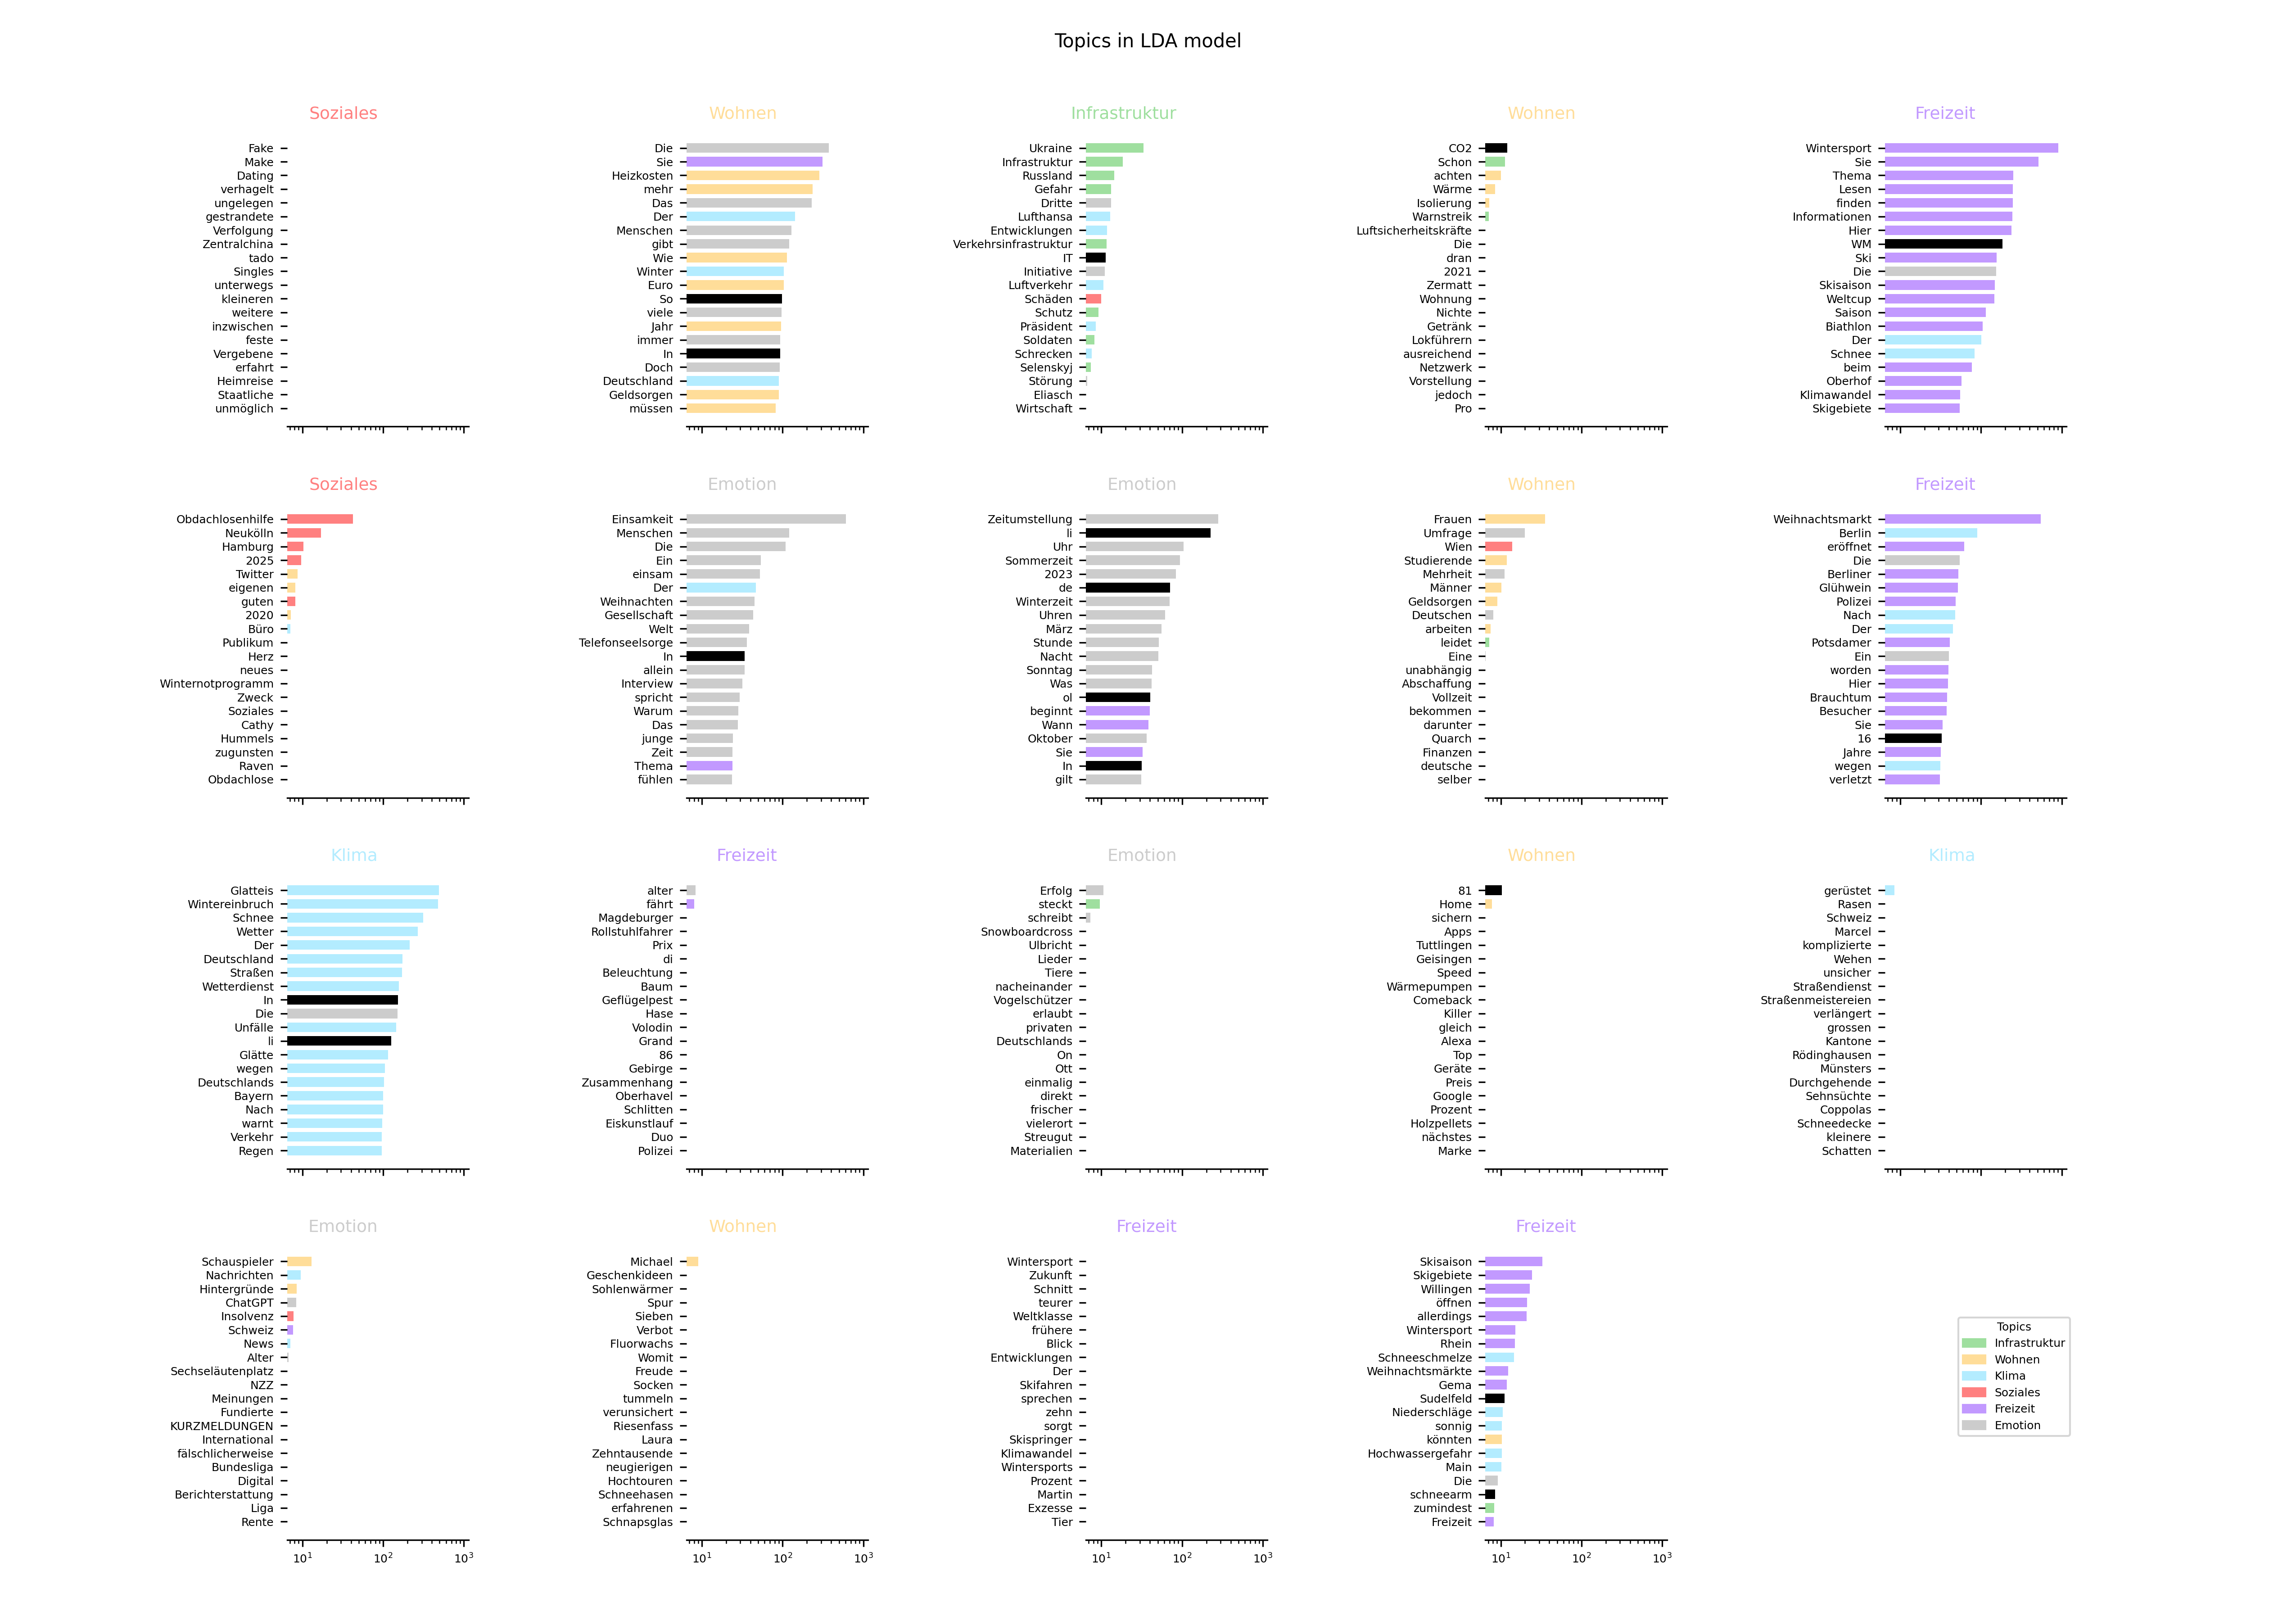 Topics in LDA model
Soziales
Fake
Make
Dating
verhagelt
ungelegen
gestrandete
Verfolgung
Zentralchina
tado
Singles
unterwegs
kleineren
weitere
inzwischen
feste
Vergebene
erfahrt
Heimreise
Staatliche
unmöglich
Wohnen
Die
Sie
Heizkosten
mehr
Das
Der
Menschen
gibt
Wie
Winter
Euro
So
viele
Jahr
immer
In
Doch
Deutschland
Geldsorgen
müssen
Infrastruktur
Ukraine
Infrastruktur
Russland
Gefahr
Dritte
Lufthansa
Entwicklungen
Verkehrsinfrastruktur
IT
Initiative
Luftverkehr
Schäden
Schutz
Präsident
Soldaten
Schrecken
Selenskyj
Störung
Eliasch
Wirtschaft
Wohnen
CO2
Schon
achten
Wärme
Isolierung
Warnstreik
Luftsicherheitskräfte
Die
dran
2021
Zermatt
Wohnung
Nichte
Getränk
Lokführern
ausreichend
Netzwerk
Vorstellung
jedoch
Pro
Freizeit
Wintersport
Sie
Thema
Lesen
finden
Informationen
Hier
WM
Ski
Die
Skisaison
Weltcup
Saison
Biathlon
Der
Schnee
beim
Oberhof
Klimawandel
Skigebiete
Soziales
Obdachlosenhilfe
Neukölln
Hamburg
2025
Twitter
eigenen
guten
2020
Büro
Publikum
Herz
neues
Winternotprogramm
Zweck
Soziales
Cathy
Hummels
zugunsten
Raven
Obdachlose
Emotion
Einsamkeit
Menschen
Die
Ein
einsam
Der
Weihnachten
Gesellschaft
Welt
Telefonseelsorge
In
allein
Interview
spricht
Warum
Das
junge
Zeit
Thema
fühlen
Emotion
Zeitumstellung
li
Uhr
Sommerzeit
2023
de
Winterzeit
Uhren
März
Stunde
Nacht
Sonntag
Was
ol
beginnt
Wann
Oktober
Sie
In
gilt
Wohnen
Frauen
Umfrage
Wien
Studierende
Mehrheit
Männer
Geldsorgen
Deutschen
arbeiten
leidet
Eine
unabhängig
Abschaffung
Vollzeit
bekommen
darunter
Quarch
Finanzen
deutsche
selber
Freizeit
Weihnachtsmarkt
Berlin
eröffnet
Die
Berliner
Glühwein
Polizei
Nach
Der
Potsdamer
Ein
worden
Hier
Brauchtum
Besucher
Sie
16
Jahre
wegen
verletzt
Klima
Glatteis
Wintereinbruch
Schnee
Wetter
Der
Deutschland
Straßen
Wetterdienst
In
Die
Unfälle
li
Glätte
wegen
Deutschlands
Bayern
Nach
warnt
Verkehr
Regen
Freizeit
alter
fährt
Magdeburger
Rollstuhlfahrer
Prix
di
Beleuchtung
Baum
Geflügelpest
Hase
Volodin
Grand
86
Gebirge
Zusammenhang
Oberhavel
Schlitten
Eiskunstlauf
Duo
Polizei
Emotion
Erfolg
steckt
schreibt
Snowboardcross
Ulbricht
Lieder
Tiere
nacheinander
Vogelschützer
erlaubt
privaten
Deutschlands
On
Ott
einmalig
direkt
frischer
vielerort
Streugut
Materialien
Wohnen
81
Home
sichern
Apps
Tuttlingen
Geisingen
Speed
Wärmepumpen
Comeback
Killer
gleich
Alexa
Top
Geräte
Preis
Google
Prozent
Holzpellets
nächstes
Marke
Klima
gerüstet
Rasen
Schweiz
Marcel
komplizierte
Wehen
unsicher
Straßendienst
Straßenmeistereien
verlängert
grossen
Kantone
Rödinghausen
Münsters
Durchgehende
Sehnsüchte
Coppolas
Schneedecke
kleinere
Schatten
Emotion
Schauspieler
Nachrichten
Hintergründe
ChatGPT
Insolvenz
Schweiz
News
Alter
Sechseläutenplatz
NZZ
Meinungen
Fundierte
KURZMELDUNGEN
International
fälschlicherweise
Bundesliga
Digital
Berichterstattung
Liga
Rente
10¹ 10² 10³
Wohnen
Michael
Geschenkideen
Sohlenwärmer
Spur
Sieben
Verbot
Fluorwachs
Womit
Freude
Socken
tummeln
verunsichert
Riesenfass
Laura
Zehntausende
neugierigen
Hochtouren
Schneehasen
erfahrenen
Schnapsglas
10¹ 10² 10³
Freizeit
Wintersport
Zukunft
Schnitt
teurer
Weltklasse
frühere
Blick
Entwicklungen
Der
Skifahren
sprechen
zehn
sorgt
Skispringer
Klimawandel
Wintersports
Prozent
Martin
Exzesse
Tier
10¹ 10² 10³
Freizeit
Skisaison
Skigebiete
Willingen
öffnen
allerdings
Wintersport
Rhein
Schneeschmelze
Weihnachtsmärkte
Gema
Sudelfeld
Niederschläge
sonnig
könnten
Hochwassergefahr
Main
Die
schneearm
zumindest
Freizeit
10¹ 10² 10³
Topics
Infrastruktur
Wohnen
Klima
Soziales
Freizeit
Emotion